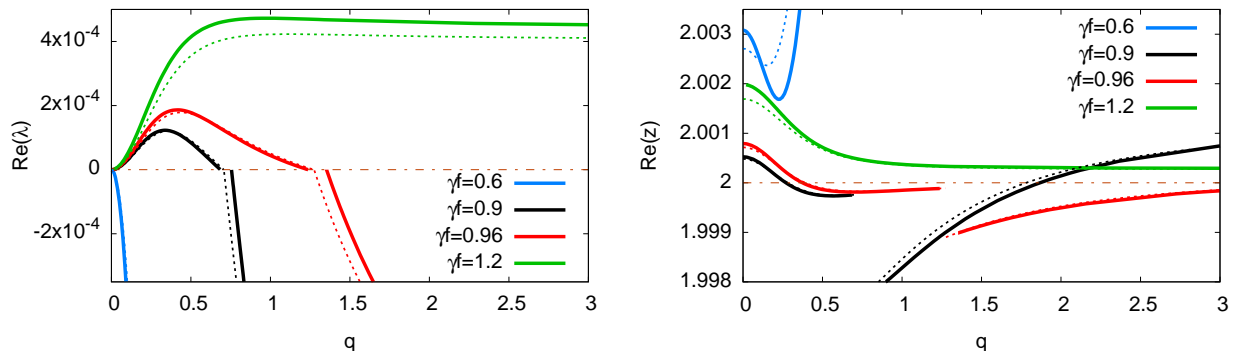 Re(λ)
4x10-4
2x10-4
0
-2x10-4
0 0.5 1 1.5 2 2.5 3
q
γf=0.6
γf=0.9
γf=0.96
γf=1.2
Re(z)
2.003
2.002
2.001
2
1.999
1.998
0 0.5 1 1.5 2 2.5 3
q
γf=0.6
γf=0.9
γf=0.96
γf=1.2